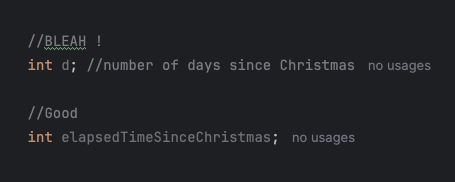 //BLEAH !
int d; //number of days since Christmas no usages
//Good
int elapsedTimeSinceChristmas; no usages